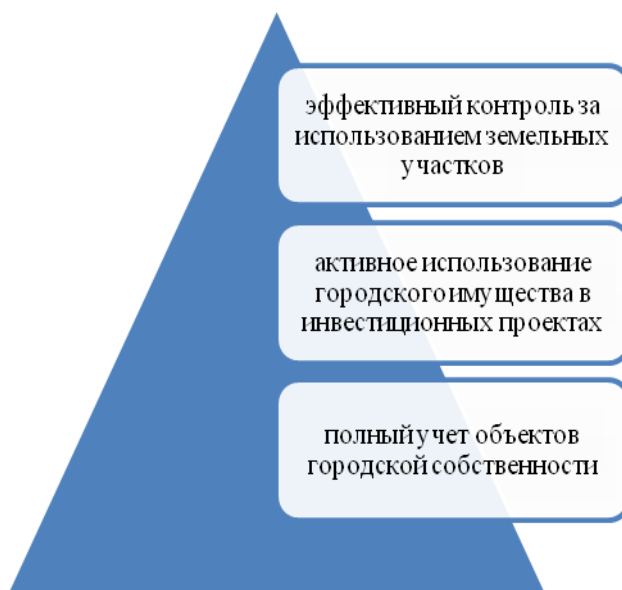 эффективный контроль за
использованием земельных
участков
активное использование
городского имущества в
инвестиционных проектах
полный учет объектов
городской собственности